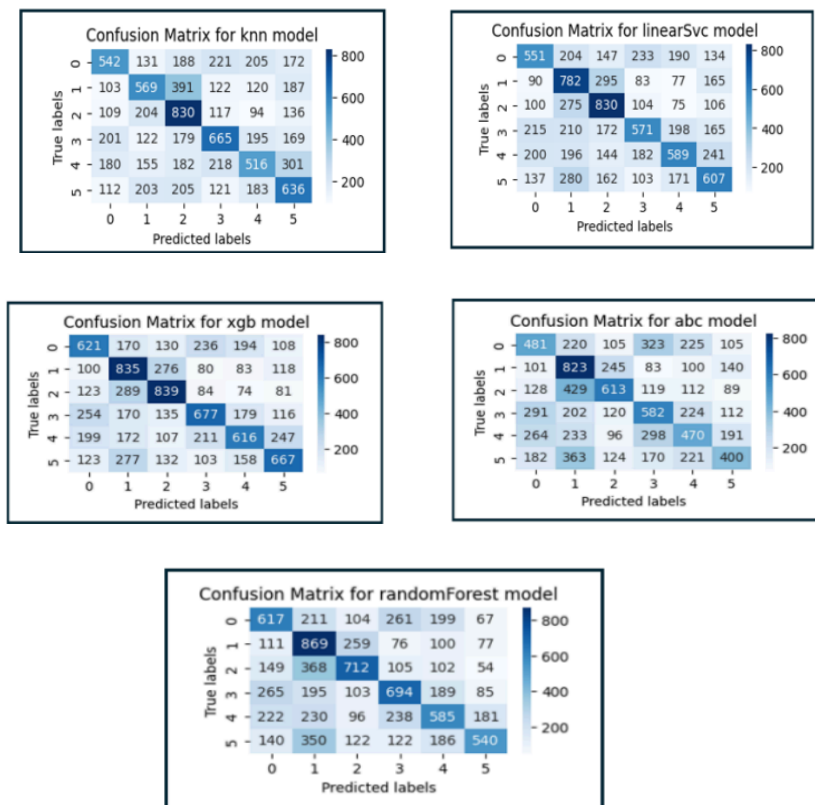 Confusion Matrix for knn model
0 542 131 188 221 205 172 800
1 103 569 391 122 120 187
2 109 204 830 117 94 136 600
3 201 122 179 665 195 169 400
4 180 155 182 218 516 301
5 112 203 205 121 183 636 200
0 1 2 3 4 5
True labels
Predicted labels
Confusion Matrix for linearSvc model
0 551 204 147 233 190 134 800
1 90 782 295 83 77 165
2 100 275 830 104 75 106 600
3 215 210 172 571 198 165 400
4 200 196 144 182 589 241
5 137 280 162 103 171 607 200
0 1 2 3 4 5
True labels
Predicted labels
Confusion Matrix for xgb model
0 621 170 130 236 194 108 800
1 100 835 276 80 83 118
2 123 289 839 84 74 81 600
3 254 170 135 677 179 116 400
4 199 172 107 211 616 247
5 123 277 132 103 158 667 200
0 1 2 3 4 5
True labels
Predicted labels
Confusion Matrix for abc model
0 481 220 105 323 225 105 800
1 101 823 245 83 100 140
2 128 429 613 119 112 89 600
3 291 202 120 582 224 112 400
4 264 233 96 298 470 191
5 182 363 124 170 221 400 200
0 1 2 3 4 5
True labels
Predicted labels
Confusion Matrix for randomForest model
0 617 211 104 261 199 67 800
1 111 869 259 76 100 77
2 149 368 712 105 102 54 600
3 265 195 103 694 189 85 400
4 222 230 96 238 585 181
5 140 350 122 122 186 540 200
0 1 2 3 4 5
True labels
Predicted labels